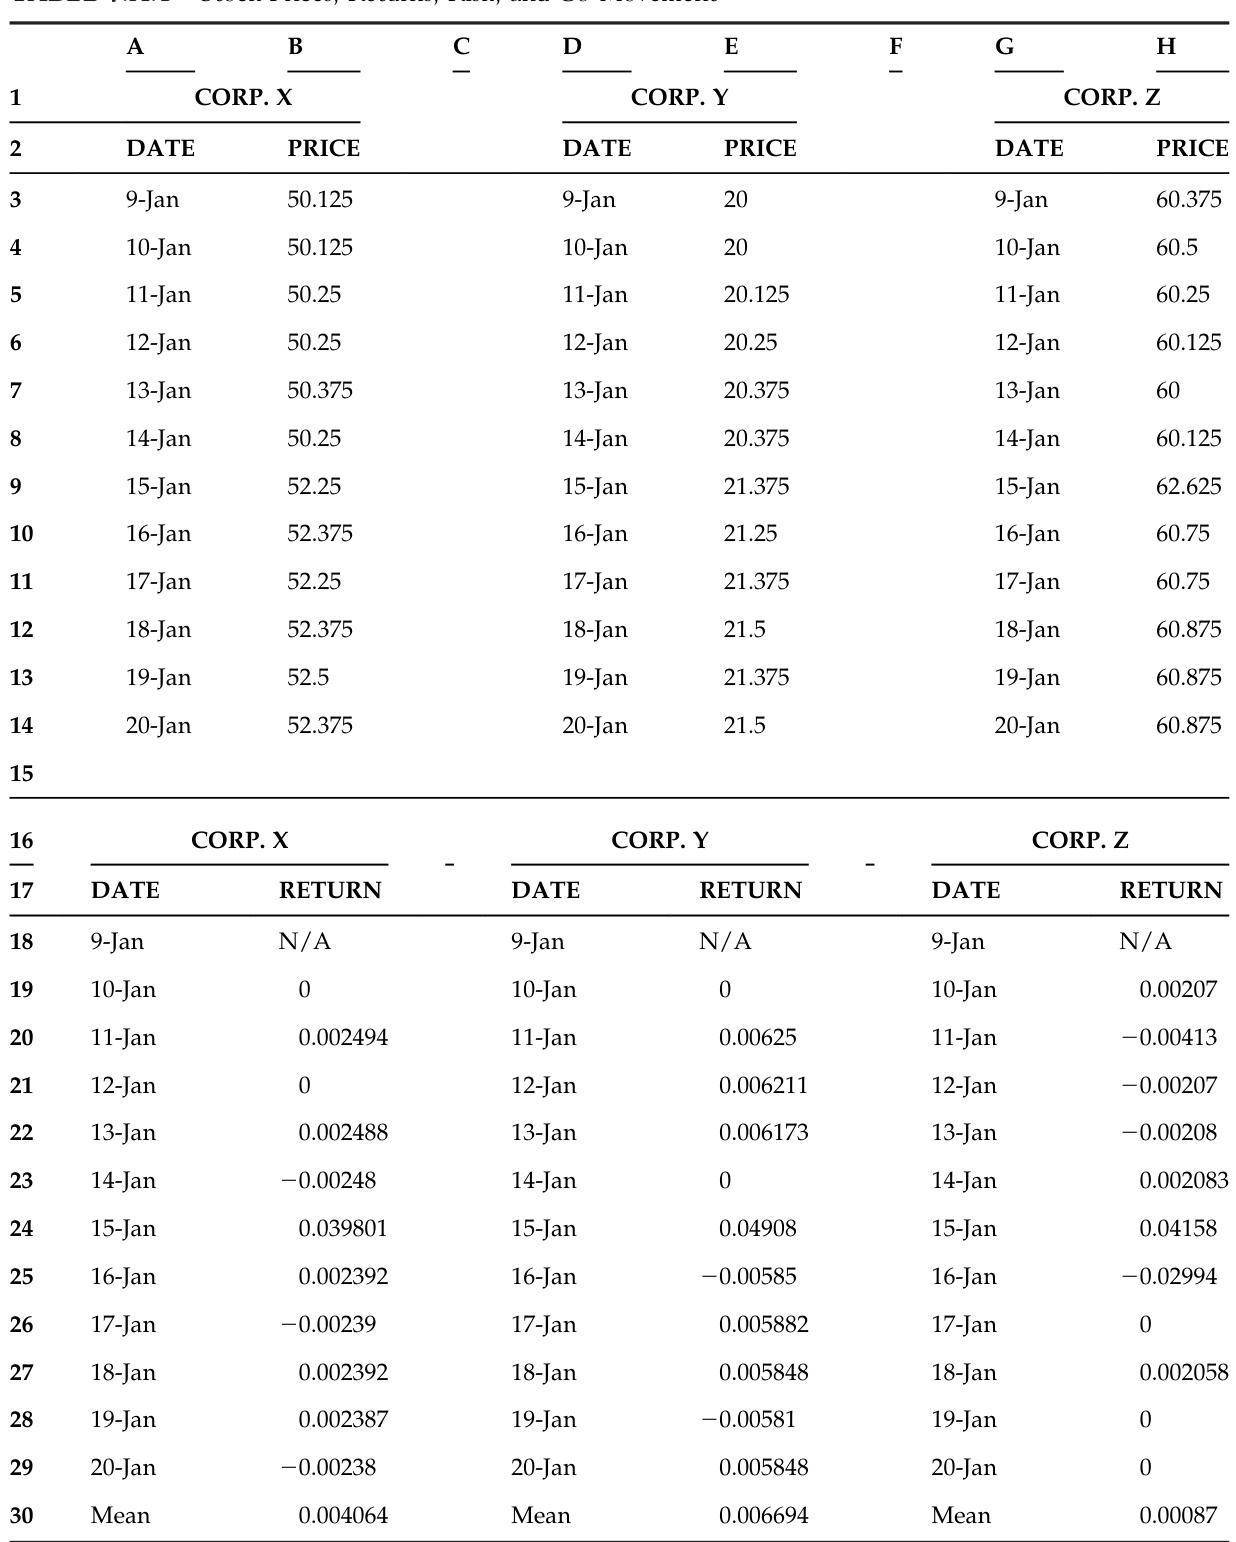 A B C D E F G H
1 CORP. X CORP. Y CORP. Z
2 DATE PRICE DATE PRICE DATE PRICE
3 9-Jan 50.125 9-Jan 20 9-Jan 60.375
4 10-Jan 50.125 10-Jan 20 10-Jan 60.5
5 11-Jan 50.25 11-Jan 20.125 11-Jan 60.25
6 12-Jan 50.25 12-Jan 20.25 12-Jan 60.125
7 13-Jan 50.375 13-Jan 20.375 13-Jan 60
8 14-Jan 50.25 14-Jan 20.375 14-Jan 60.125
9 15-Jan 52.25 15-Jan 21.375 15-Jan 62.625
10 16-Jan 52.375 16-Jan 21.25 16-Jan 60.75
11 17-Jan 52.25 17-Jan 21.375 17-Jan 60.75
12 18-Jan 52.375 18-Jan 21.5 18-Jan 60.875
13 19-Jan 52.5 19-Jan 21.375 19-Jan 60.875
14 20-Jan 52.375 20-Jan 21.5 20-Jan 60.875
15
16 CORP. X CORP. Y CORP. Z
17 DATE RETURN DATE RETURN DATE RETURN
18 9-Jan N/A 9-Jan N/A 9-Jan N/A
19 10-Jan 0 10-Jan 0 10-Jan 0.00207
20 11-Jan 0.002494 11-Jan 0.00625 11-Jan −0.00413
21 12-Jan 0 12-Jan 0.006211 12-Jan −0.00207
22 13-Jan 0.002488 13-Jan 0.006173 13-Jan −0.00208
23 14-Jan −0.00248 14-Jan 0 14-Jan 0.002083
24 15-Jan 0.039801 15-Jan 0.04908 15-Jan 0.04158
25 16-Jan 0.002392 16-Jan −0.00585 16-Jan −0.02994
26 17-Jan −0.00239 17-Jan 0.005882 17-Jan 0
27 18-Jan 0.002392 18-Jan 0.005848 18-Jan 0.002058
28 19-Jan 0.002387 19-Jan −0.00581 19-Jan 0
29 20-Jan −0.00238 20-Jan 0.005848 20-Jan 0
30 Mean 0.004064 Mean 0.006694 Mean 0.00087